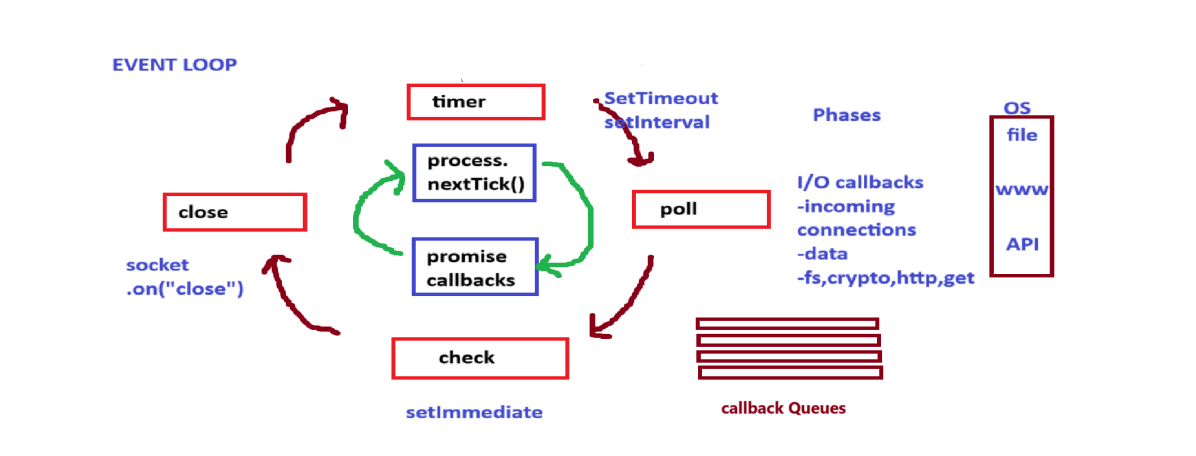 EVENT LOOP
timer
SetTimeout
setInterval
Phases
OS
file
www
API
process.
nextTick()
close
poll
I/O callbacks
-incoming
connections
-data
-fs,crypto,http,get
promise
callbacks
socket
.on("close")
check
setImmediate
callback Queues